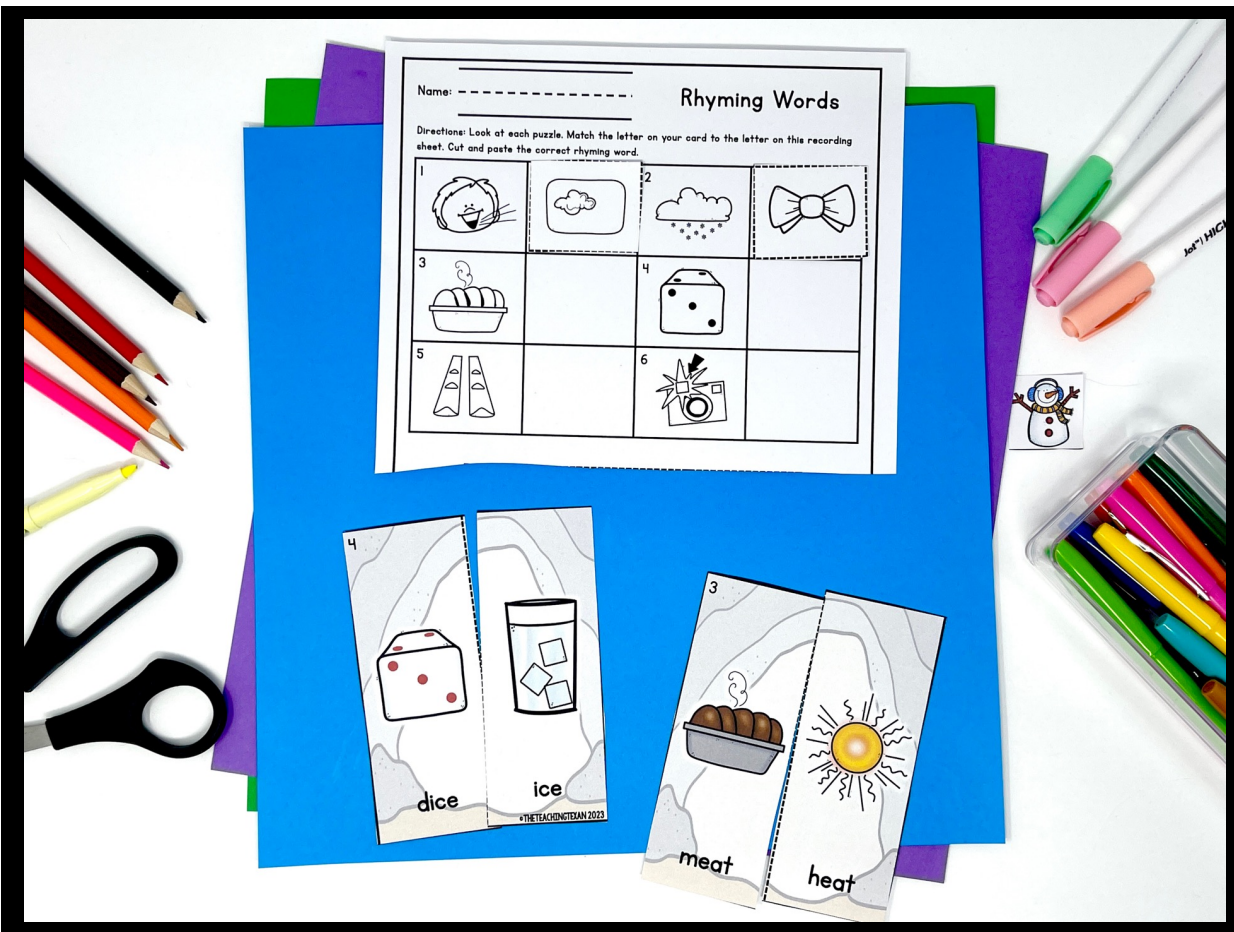 Name:
Rhyming Words
Directions: Look at each puzzle. Match the letter on your card to the letter on this recording
sheet. Cut and paste the correct rhyming word.
1
2
3
4
5
6
4
dice
ice
©THETEACHINGTEXAN 2023
3
meat
heat